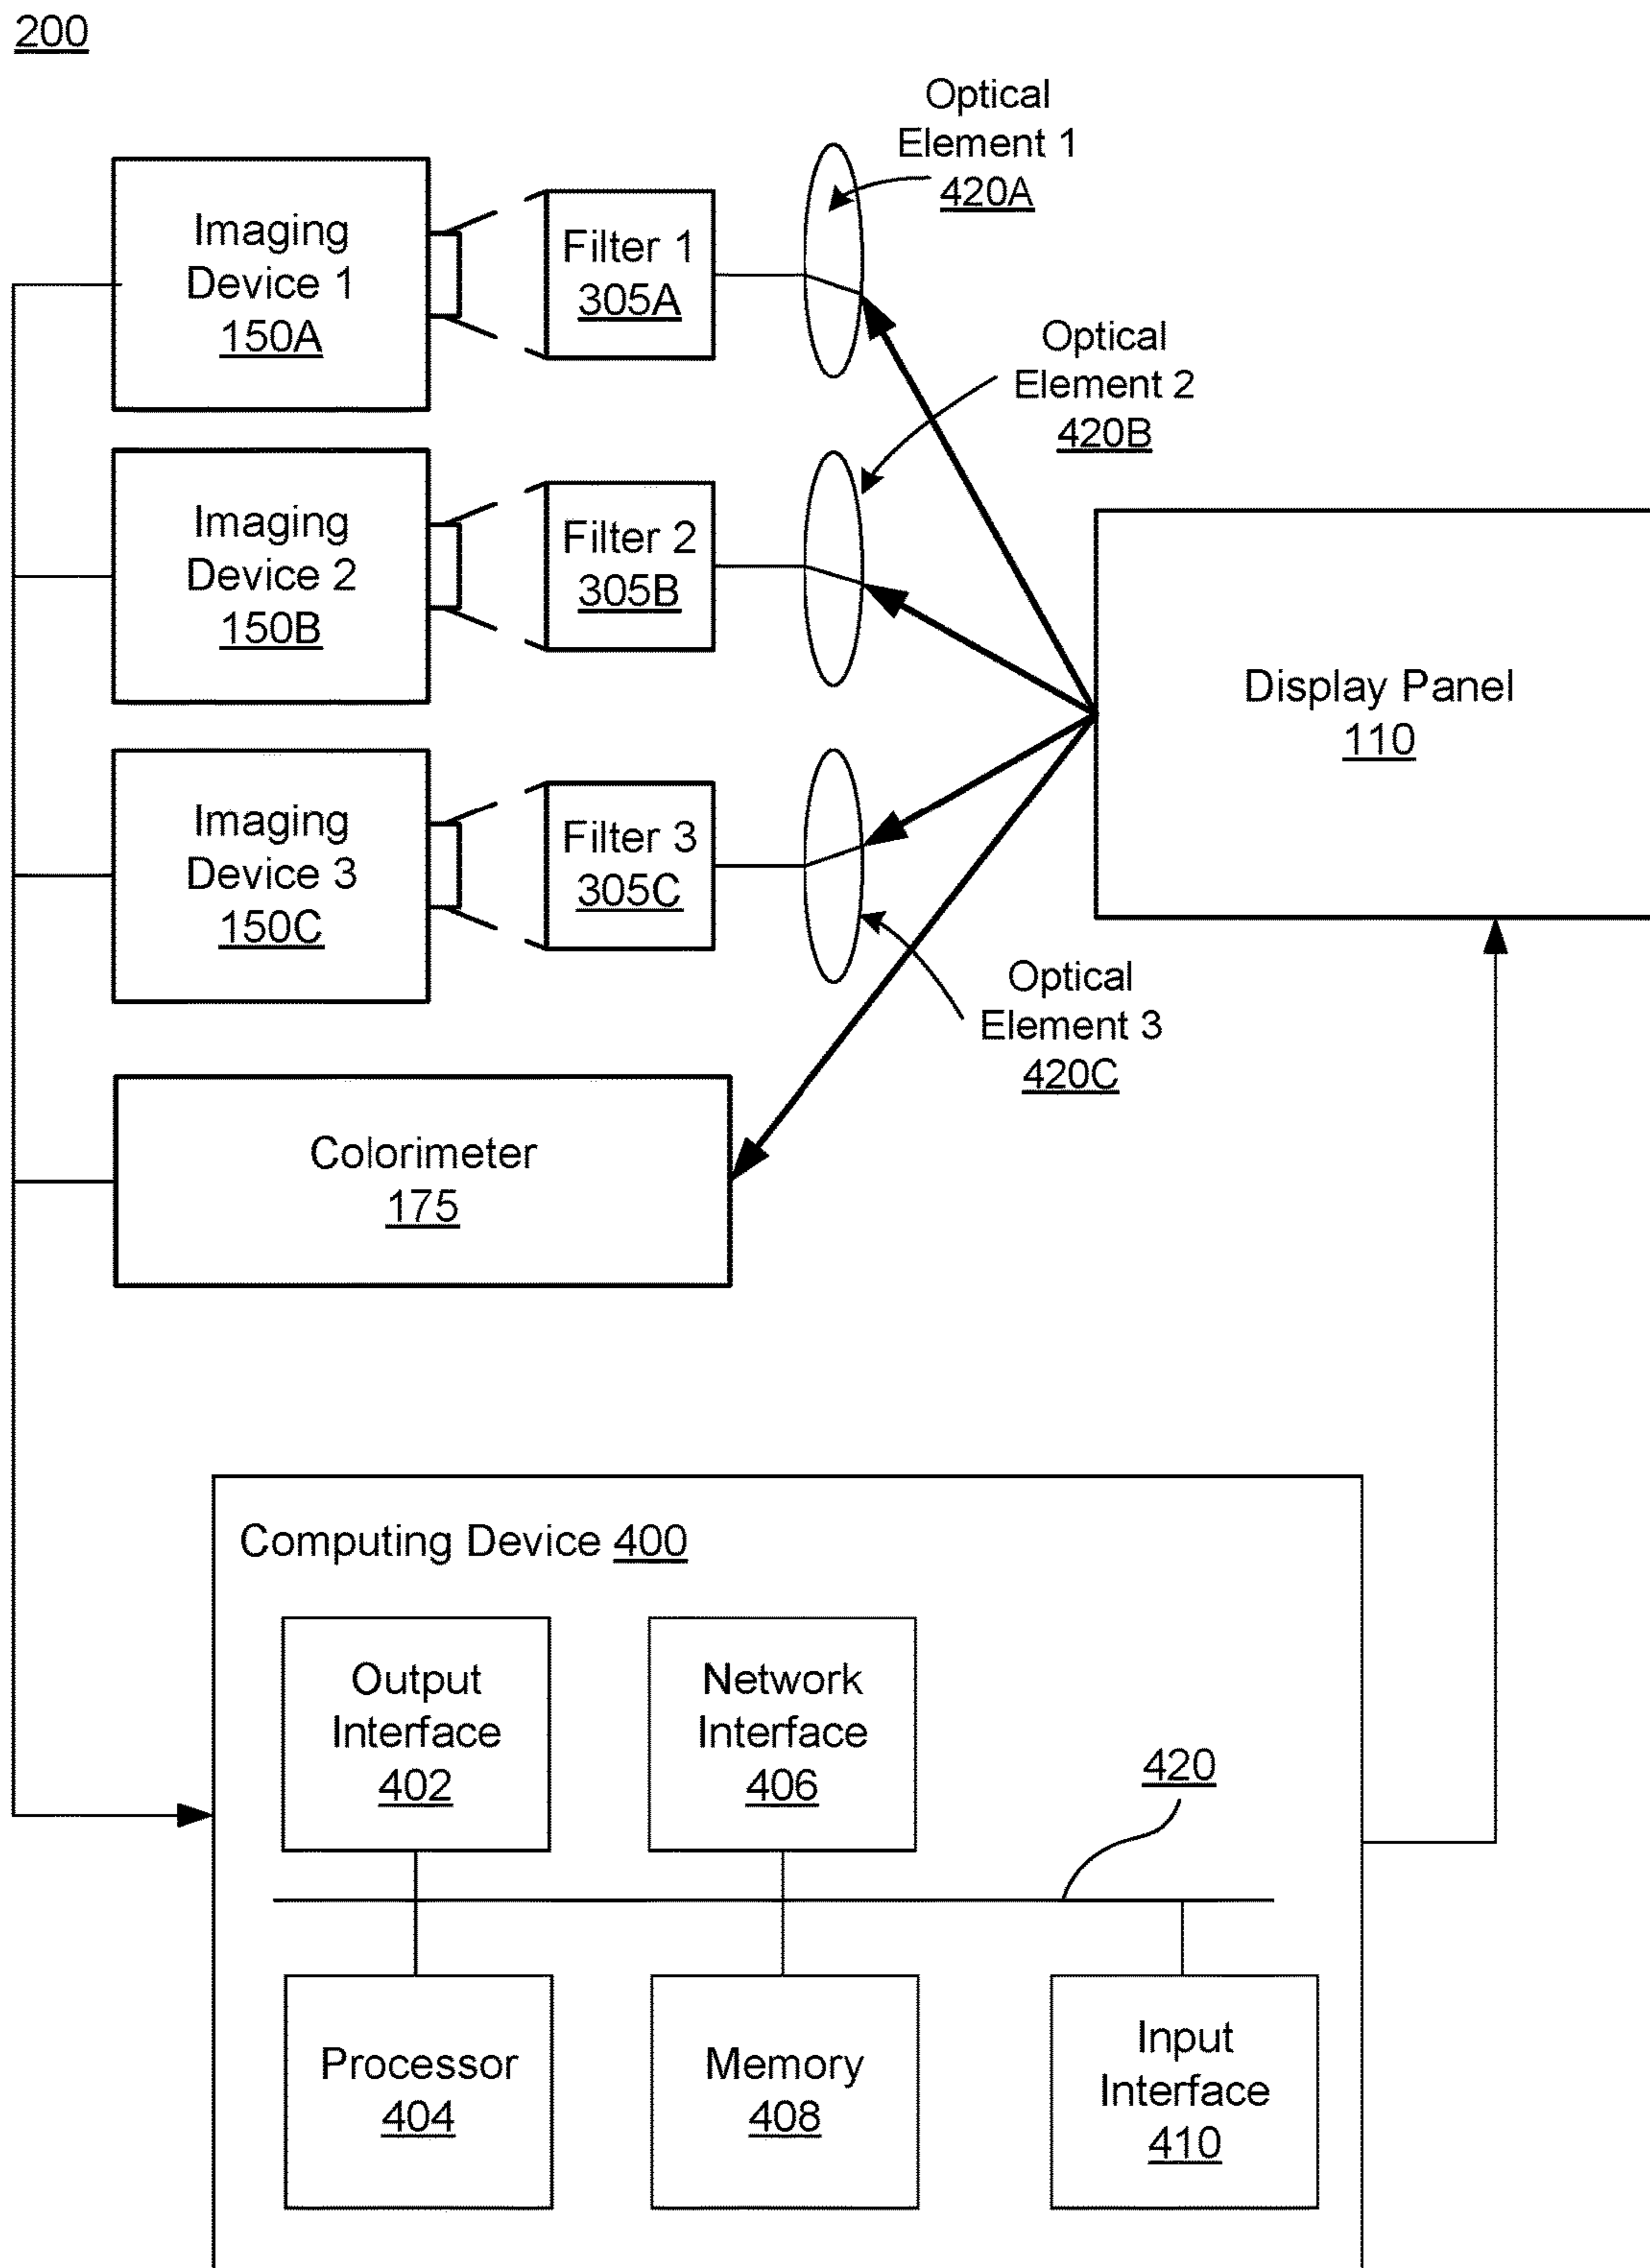 200
Optical
Element 1
420A
Imaging
Device 1
150A
Filter 1
305A
Optical
Element 2
420B
Imaging
Device 2
150B
Filter 2
305B
Display Panel
110
Imaging
Device 3
150C
Filter 3
305C
Optical
Element 3
420C
Colorimeter
175
Computing Device 400
Output
Interface
402
Network
Interface
406
420
Processor
404
Memory
408
Input
Interface
410